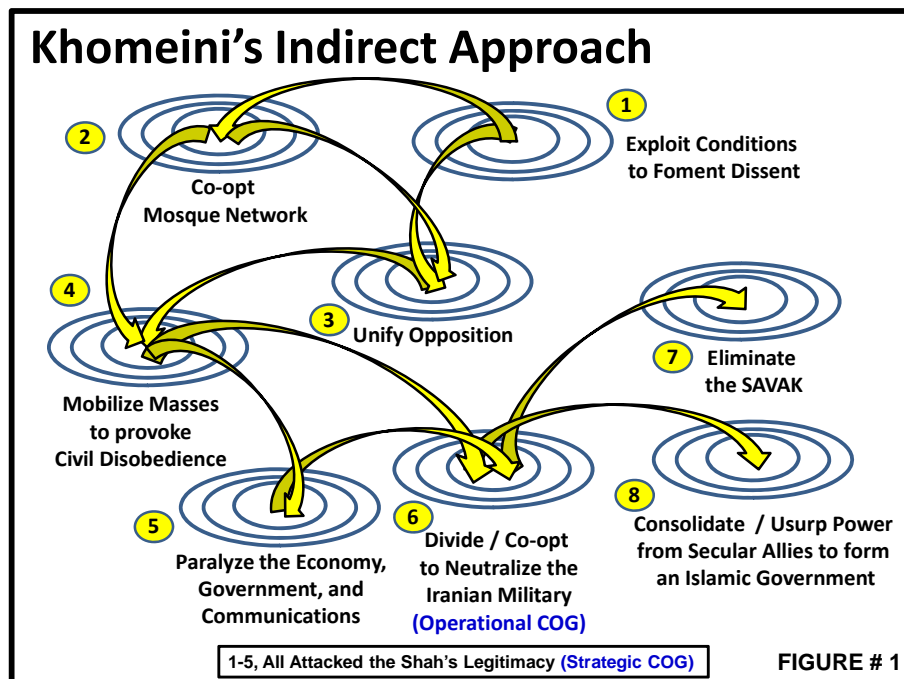 Khomeini's Indirect Approach
1
Exploit Conditions
to Foment Dissent
2
Co-opt
Mosque Network
3
Unify Opposition
4
Mobilize Masses
to provoke
Civil Disobedience
5
Paralyze the Economy,
Government, and
Communications
6
Divide / Co-opt
to Neutralize the
Iranian Military
(Operational COG)
7
Eliminate
the SAVAK
8
Consolidate / Usurp Power
from Secular Allies to form
an Islamic Government
1-5, All Attacked the Shah's Legitimacy (Strategic COG)
FIGURE # 1